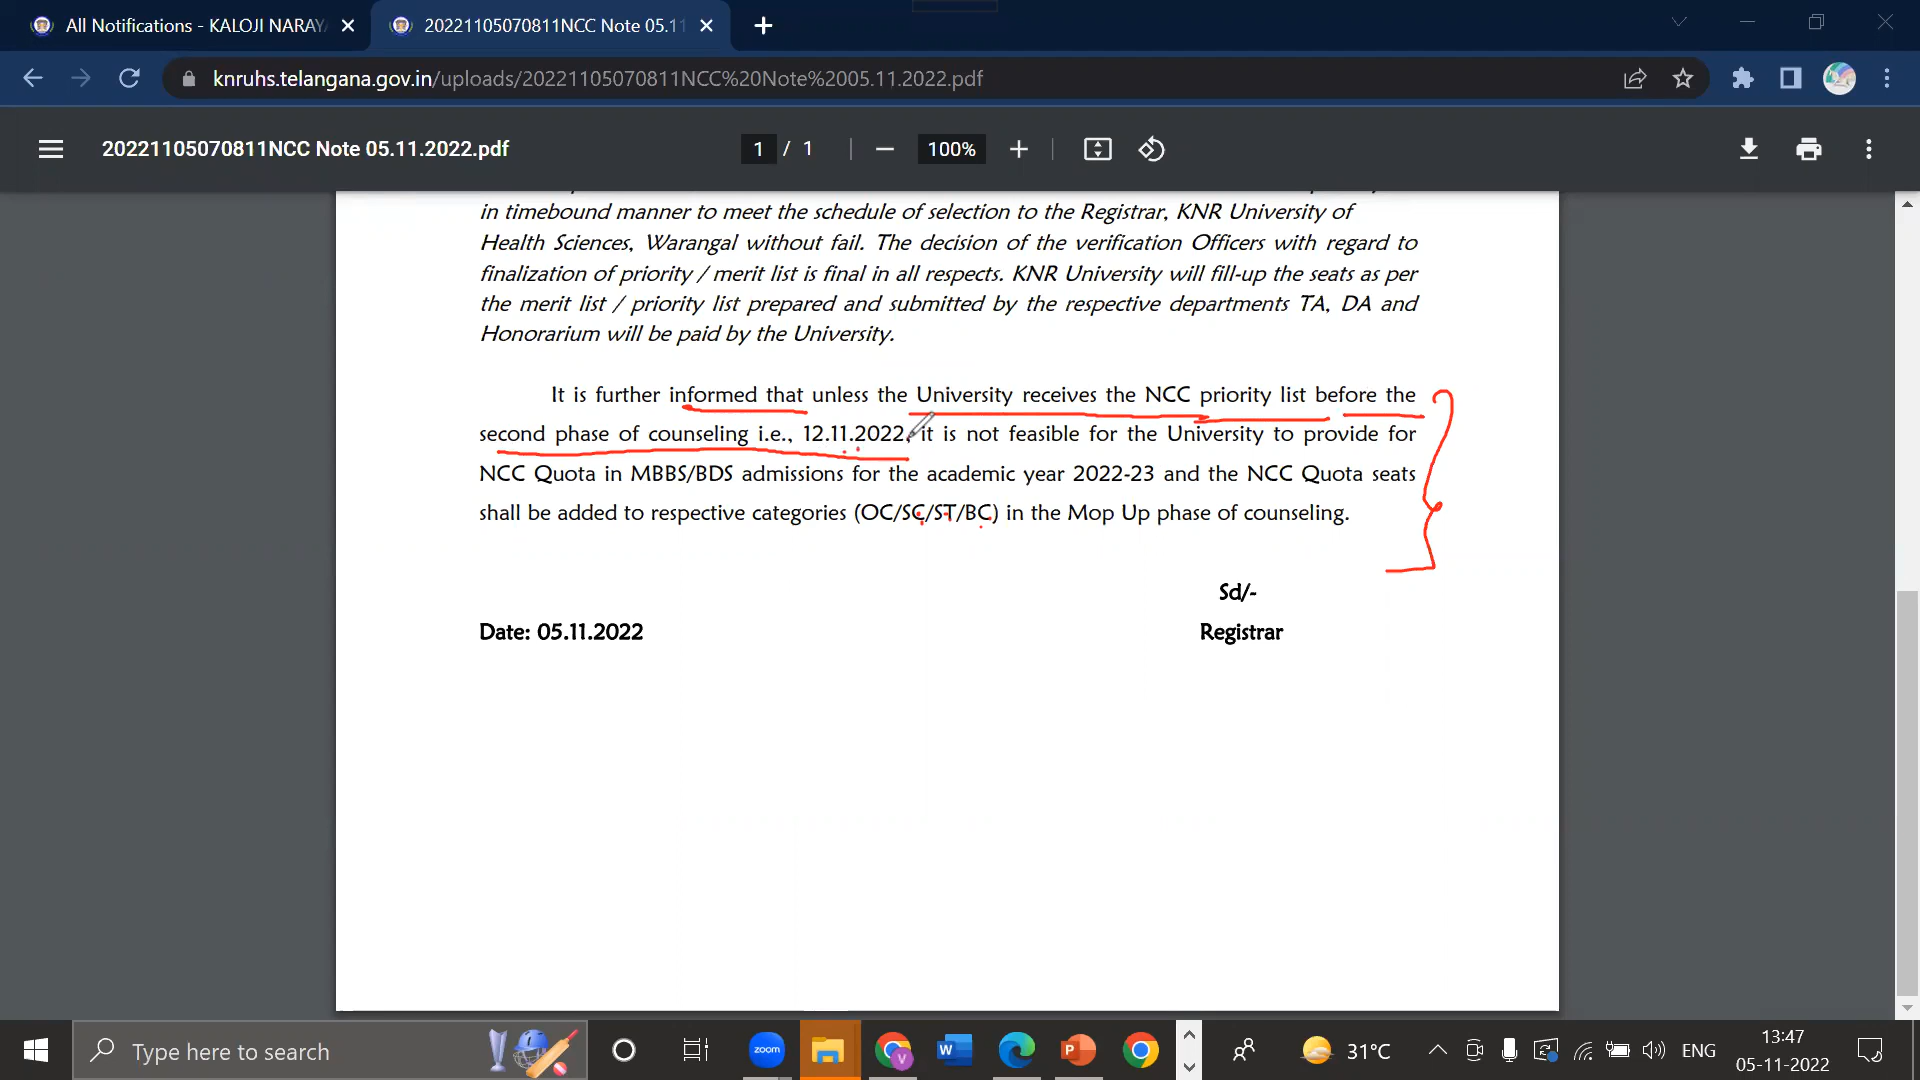 All Notifications - KALOJI NARAYA
20221105070811NCC Note 05.11
knruhs.telangana.gov.in/uploads/20221105070811NCC%20Note%2005.11.2022.pdf
20221105070811NCC Note 05.11.2022.pdf
1 / 1
100%
in timebound manner to meet the schedule of selection to the Registrar, KNR University of
Health Sciences, Warangal without fail. The decision of the verification Officers with regard to
finalization of priority / merit list is final in all respects. KNR University will fill-up the seats as per
the merit list / priority list prepared and submitted by the respective departments TA, DA and
Honorarium will be paid by the University.
It is further informed that unless the University receives the NCC priority list before the
second phase of counseling i.e., 12.11.2022, it is not feasible for the University to provide for
NCC Quota in MBBS/BDS admissions for the academic year 2022-23 and the NCC Quota seats
shall be added to respective categories (OC/SC/ST/BC) in the Mop Up phase of counseling.
Sd/-
Date: 05.11.2022
Registrar
Type here to search
zoom
V
W
P
31°C
ENG
13:47
05-11-2022